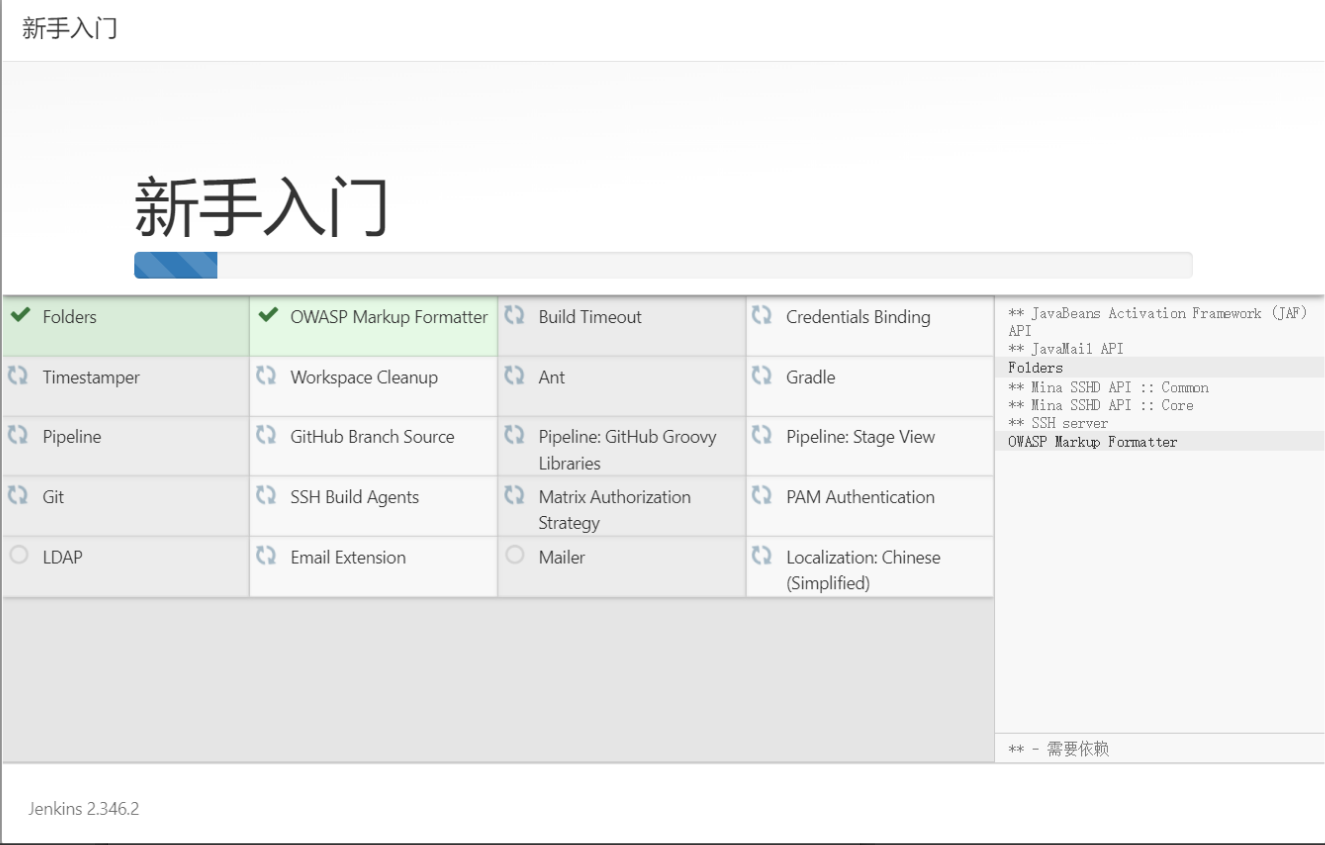 新手入门
新手入门
Folders
OWASP Markup Formatter
Build Timeout
Credentials Binding
Timestamper
Workspace Cleanup
Ant
Gradle
Pipeline
GitHub Branch Source
Pipeline: GitHub Groovy
Libraries
Pipeline: Stage View
Git
SSH Build Agents
Matrix Authorization
Strategy
PAM Authentication
LDAP
Email Extension
Mailer
Localization: Chinese
(Simplified)
** JavaBeans Activation Framework (JAF)
API
** JavaMail API
Folders
** Mina SSHD API :: Common
** Mina SSHD API :: Core
** SSH server
OWASP Markup Formatter
** - 需要依赖
Jenkins 2.346.2